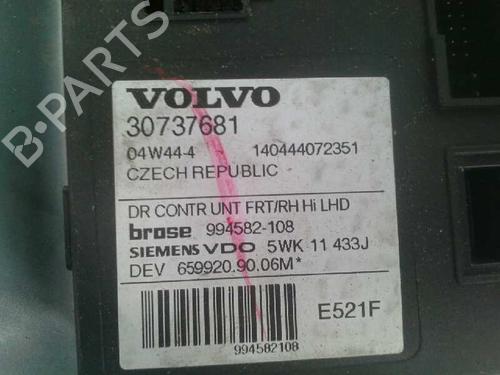 B-PARTS
VOLVO
30737681
04W44-4 140444072351
CZECH REPUBLIC
DR CONTR UNT FRT/RH Hi LHD
brose 994582-108
SIEMENS VDO 5WK 11 433J
DEV 659920.90.06M*
E521F
994582108